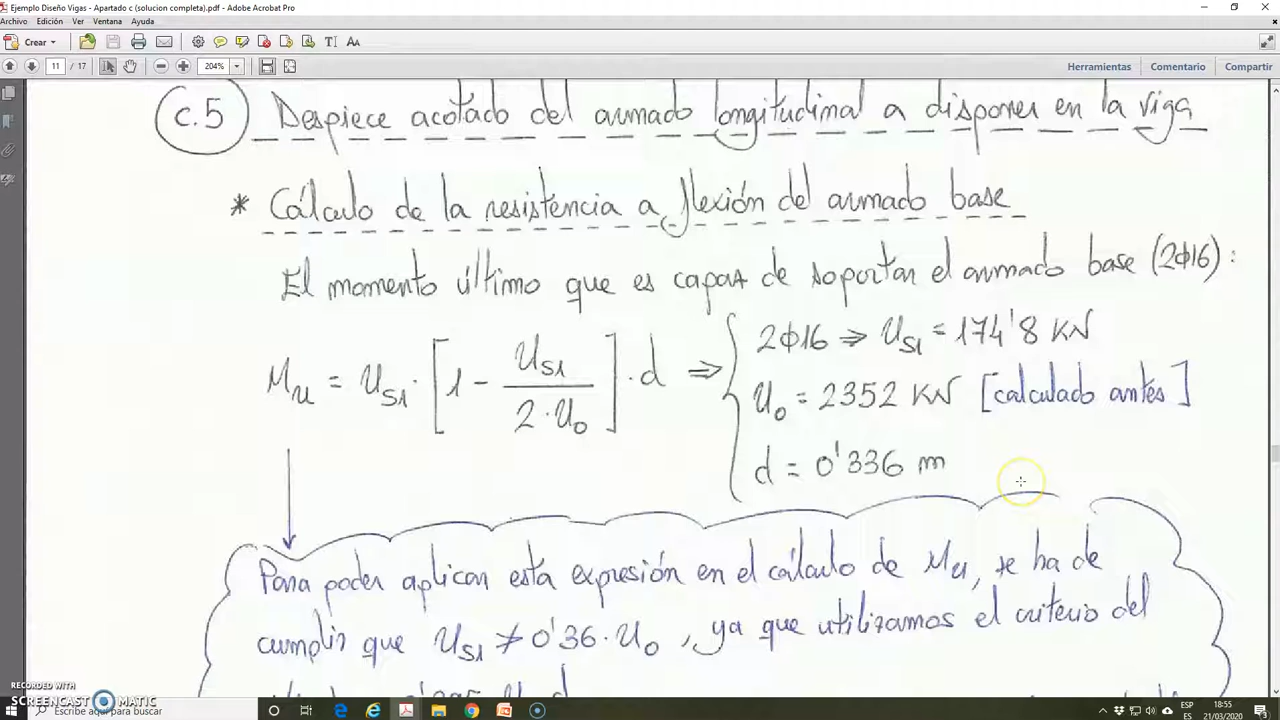 Ejemplo Diseño Vigas - Apartado c (solucion completa).pdf - Adobe Acrobat Pro
Archivo Edición Ver Ventana Ayuda
Crear
11 / 17 204% Herramientas Comentario Compartir
C.5 Despiece acotado del armado longitudinal a disponer en la viga
* Cálculo de la resistencia a flexión del armado base
El momento último que es capaz de soportar el armado base (2Φ16):
Mu = Us1 · [1 - Us1 / 2·Uo] · d ⇒ { 2Φ16 ⇒ Us1 = 174'8 KN
Uo = 2352 KN [calculado antes]
d = 0'336 m
Para poder aplicar esta expresión en el cálculo de Mu, se ha de
cumplir que Us1 ≯ 0'36·Uo, ya que utilizamos el criterio del
RECORDED WITH
SCREENCAST MATIC
Escribe aquí para buscar
ESP 18:55
ES 21/03/2020